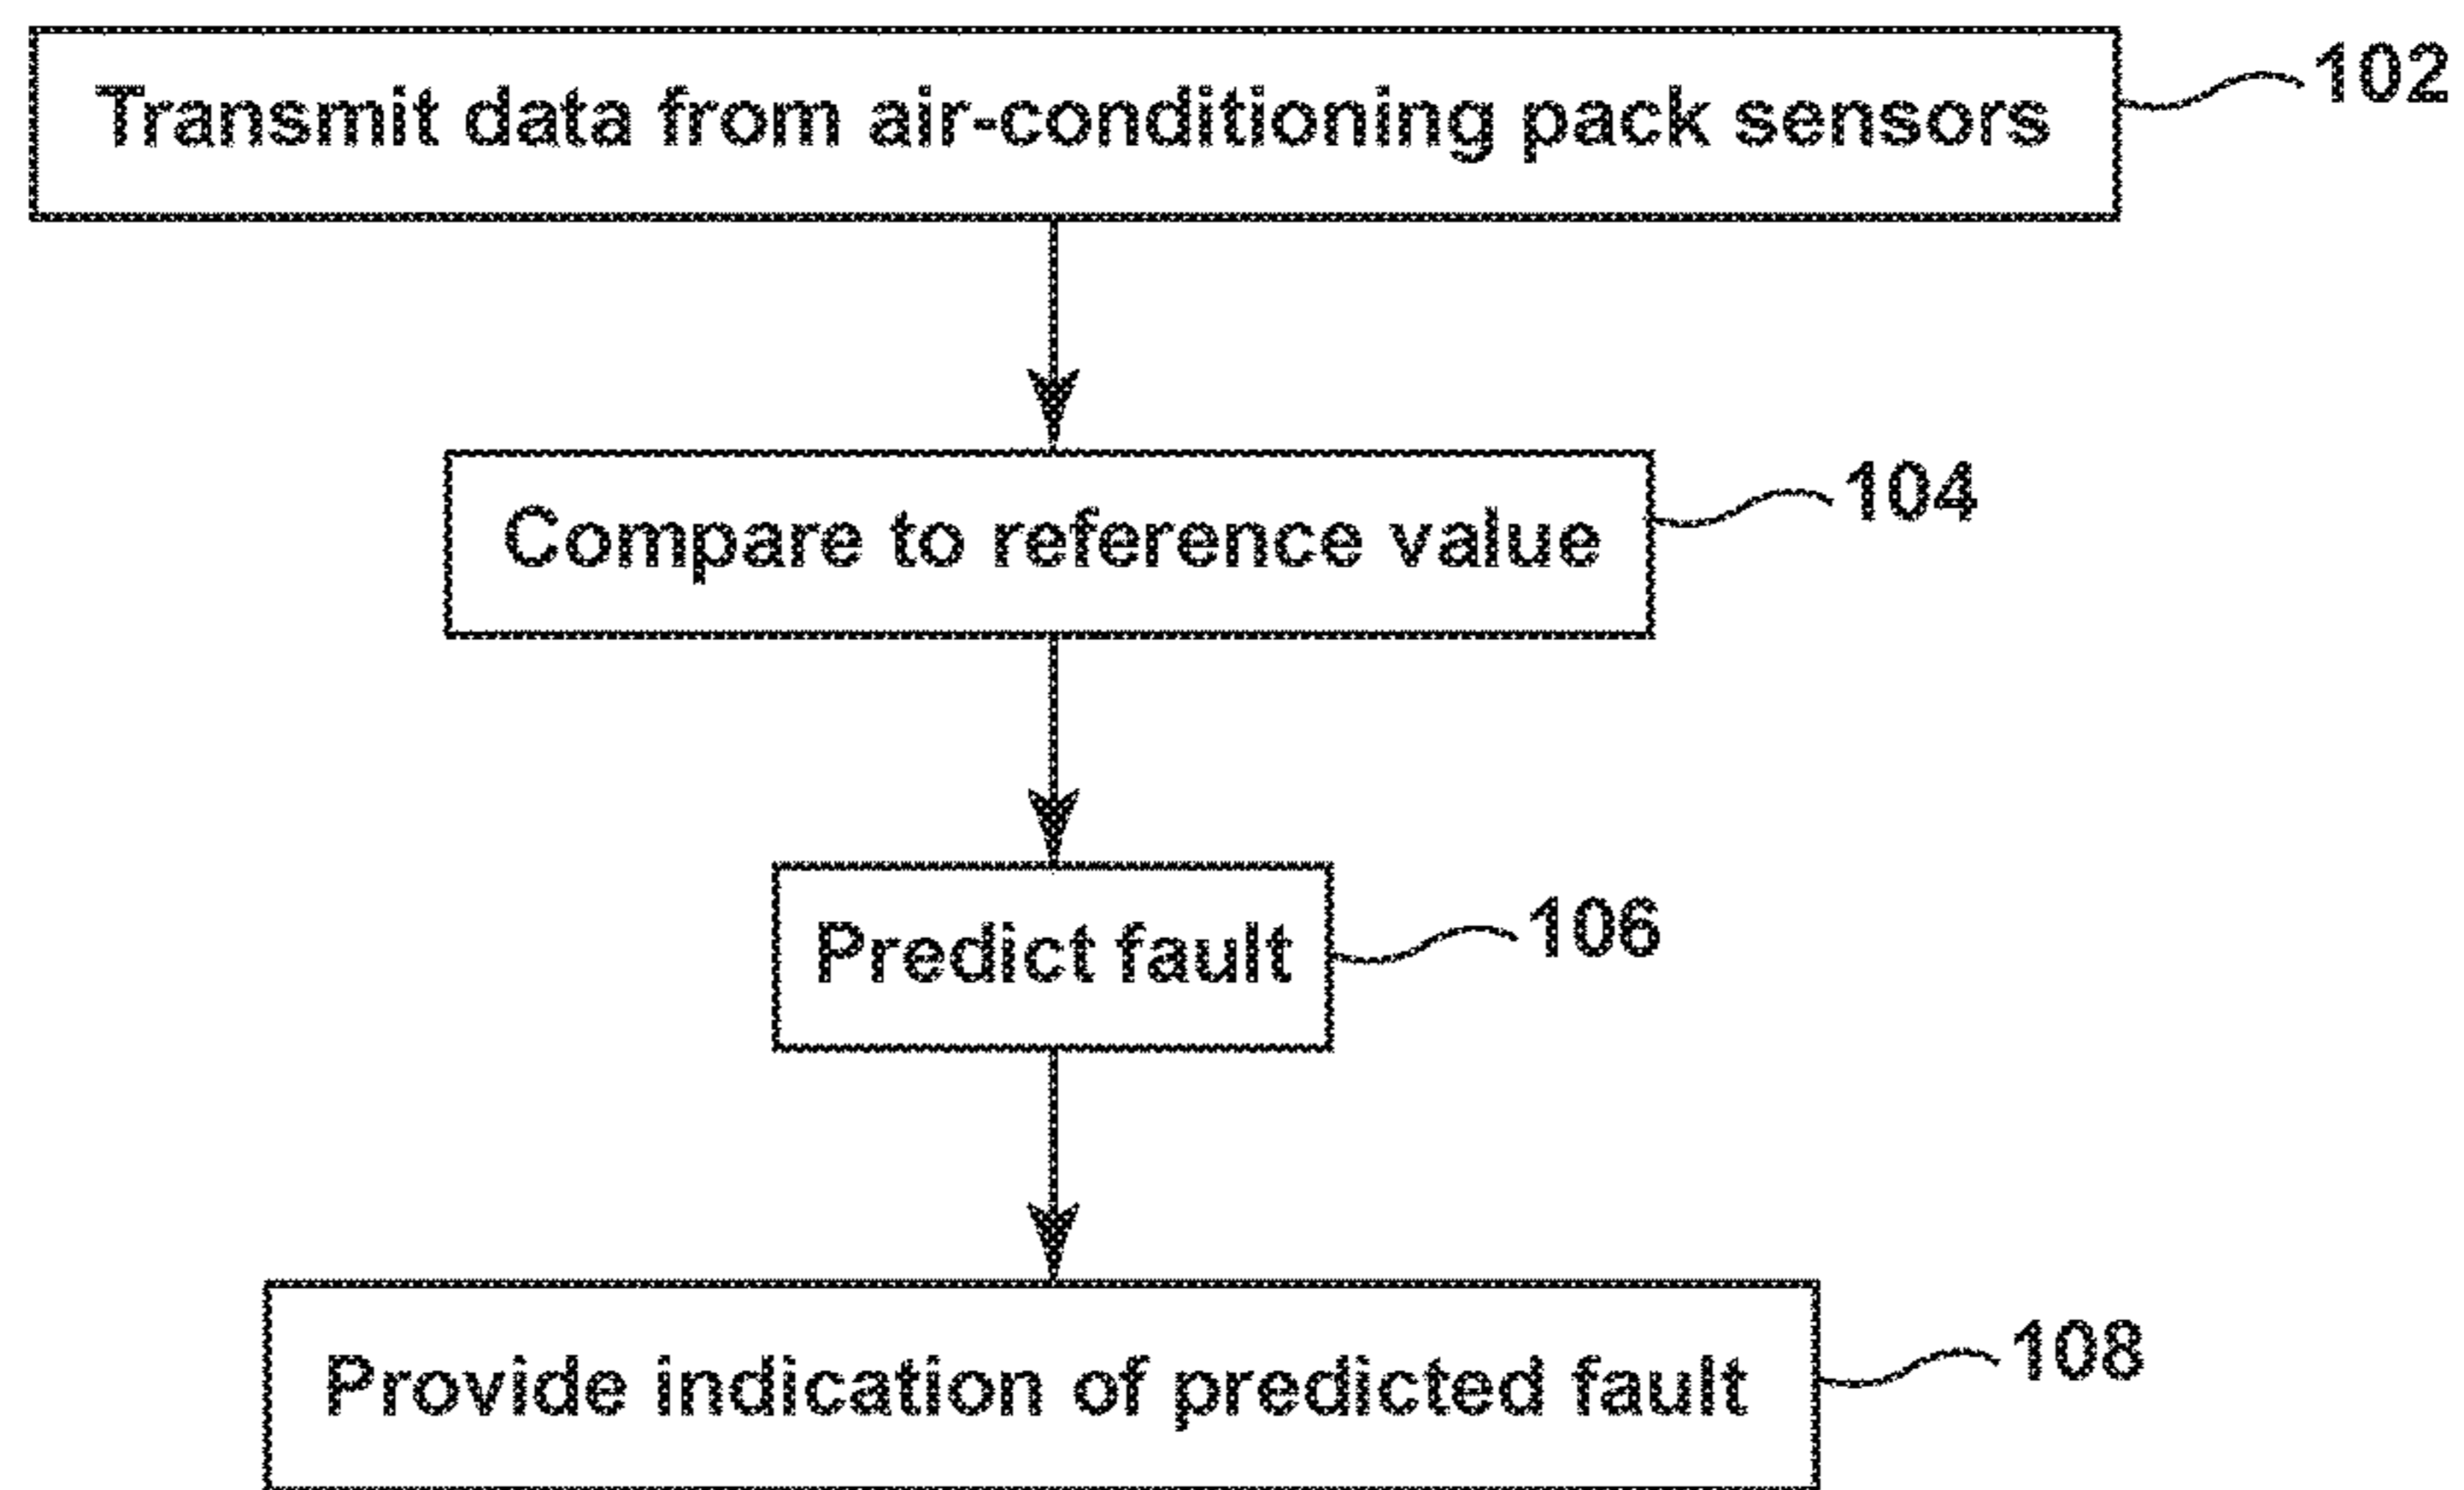 Transmit data from air-conditioning pack sensors
102
Compare to reference value
104
Predict fault
106
Provide indication of predicted fault
108